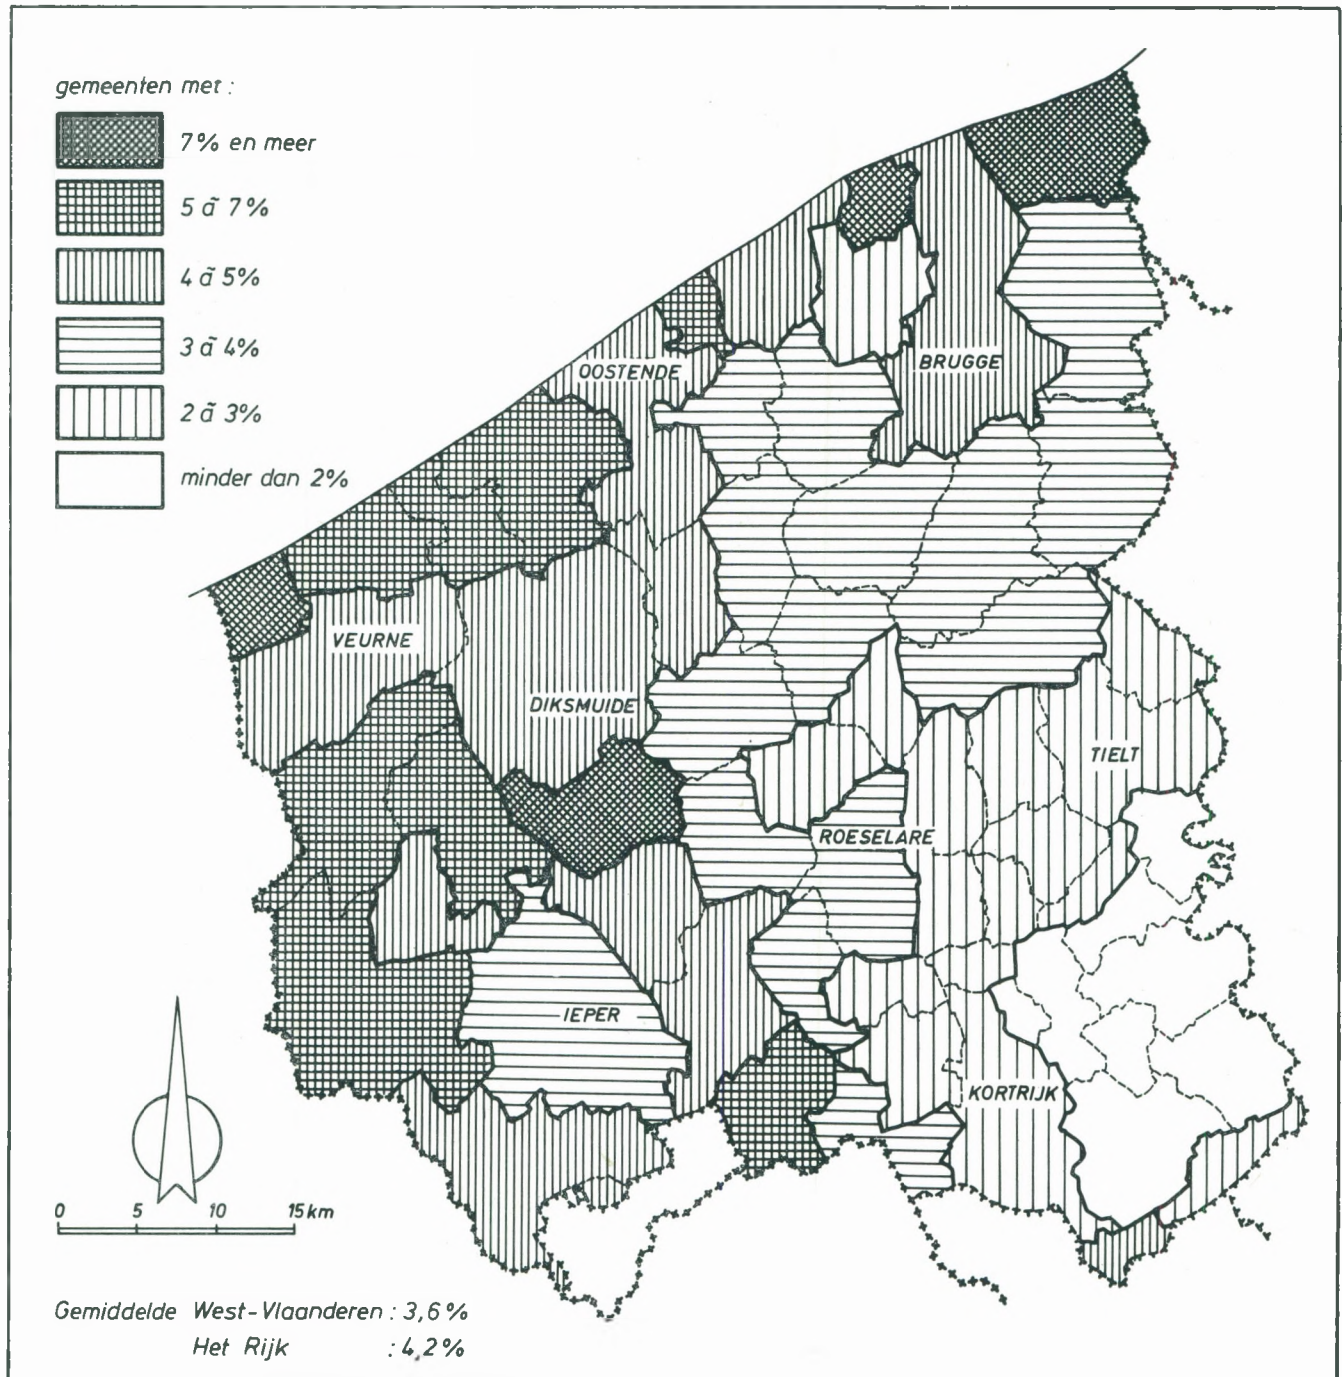 gemeenten met :
7% en meer
5 ã 7%
4 ã 5%
3 ã 4%
2 ã 3%
minder dan 2%
BRUGGE
OOSTENDE
VEURNE
DIKSMUIDE
TIELT
ROESELARE
IEPER
KORTRIJK
0 5 10 15 km
Gemiddelde West-Vlaanderen : 3,6%
Het Rijk : 4,2%